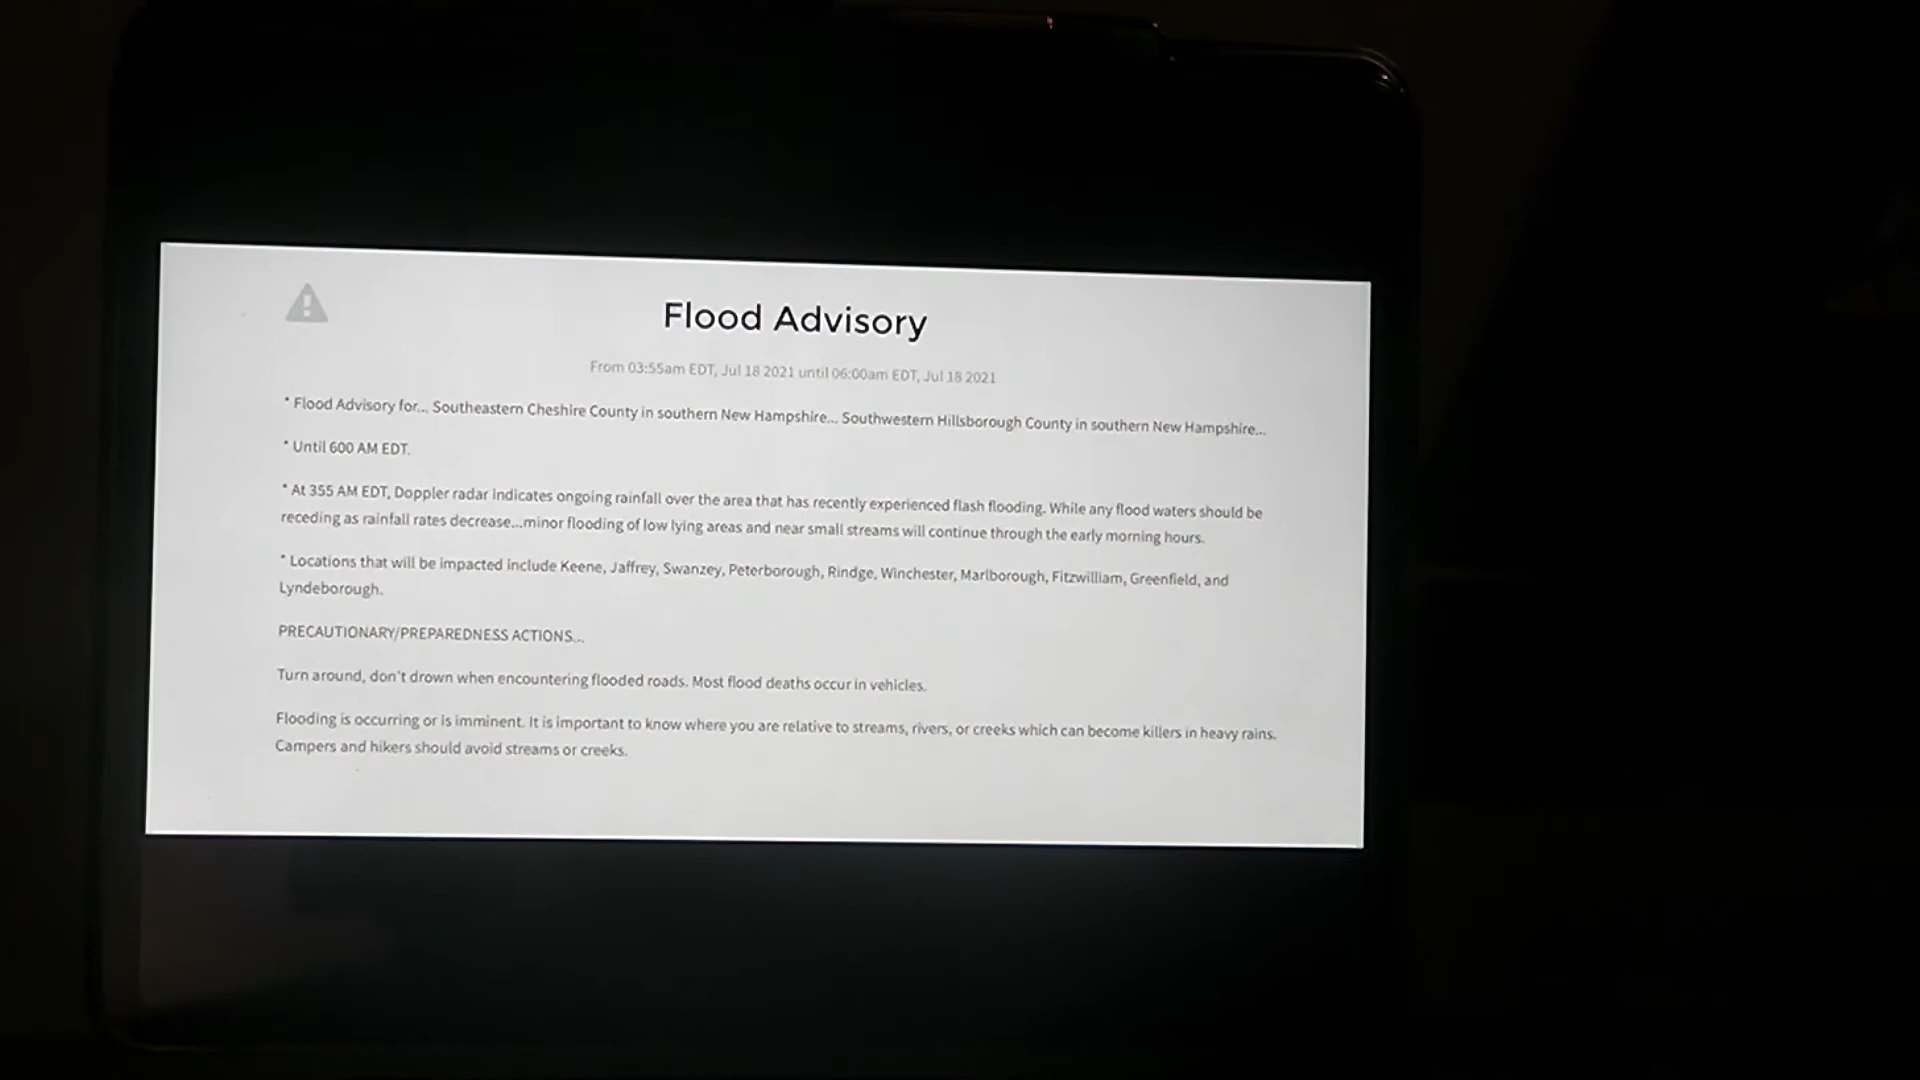 Flood Advisory
From 03:55am EDT, Jul 18 2021 until 06:00am EDT, Jul 18 2021
* Flood Advisory for... Southeastern Cheshire County in southern New Hampshire... Southwestern Hillsborough County in southern New Hampshire...
* Until 600 AM EDT.
* At 355 AM EDT, Doppler radar indicates ongoing rainfall over the area that has recently experienced flash flooding. While any flood waters should be
receding as rainfall rates decrease...minor flooding of low lying areas and near small streams will continue through the early morning hours.
* Locations that will be impacted include Keene, Jaffrey, Swanzey, Peterborough, Rindge, Winchester, Marlborough, Fitzwilliam, Greenfield, and
Lyndeborough.
PRECAUTIONARY/PREPAREDNESS ACTIONS...
Turn around, don't drown when encountering flooded roads. Most flood deaths occur in vehicles.
Flooding is occurring or is imminent. It is important to know where you are relative to streams, rivers, or creeks which can become killers in heavy rains.
Campers and hikers should avoid streams or creeks.